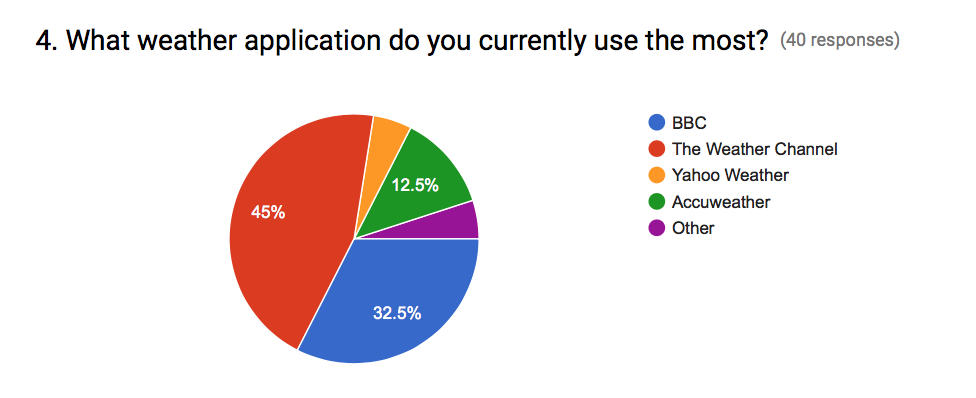 4. What weather application do you currently use the most? (40 responses)
BBC
The Weather Channel
Yahoo Weather
Accuweather
Other
12.5%
45%
32.5%